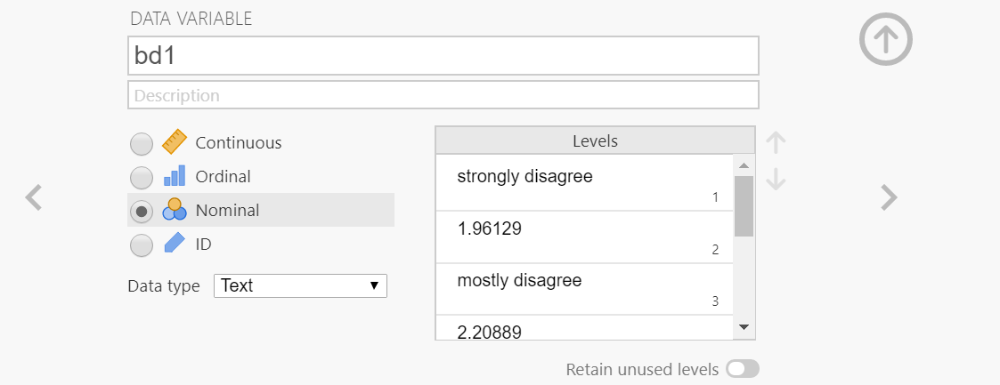 DATA VARIABLE
bd1
Description
Continuous
Ordinal
Nominal
ID
Data type Text
Levels
strongly disagree
1
1.96129
2
mostly disagree
3
2.20889
Retain unused levels